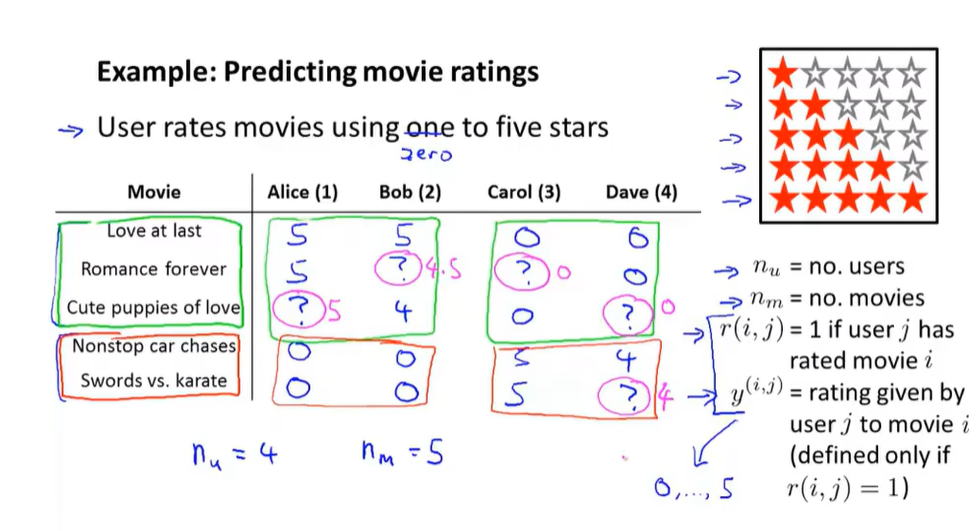 Example: Predicting movie ratings
→ User rates movies using one to five stars
zero
Movie Alice (1) Bob (2) Carol (3) Dave (4)
Love at last 5 5 0 0
Romance forever 5 ? 4.5 ? 0 0
Cute puppies of love ? 5 4 0 ? 0
Nonstop car chases 0 0 5 4
Swords vs. karate 0 0 5 ? 4
n_u = 4 n_m = 5
→ n_u = no. users
→ n_m = no. movies
→ r(i, j) = 1 if user j has
rated movie i
→ y^(i,j) = rating given by
user j to movie i
(defined only if
r(i, j) = 1)
0, ..., 5